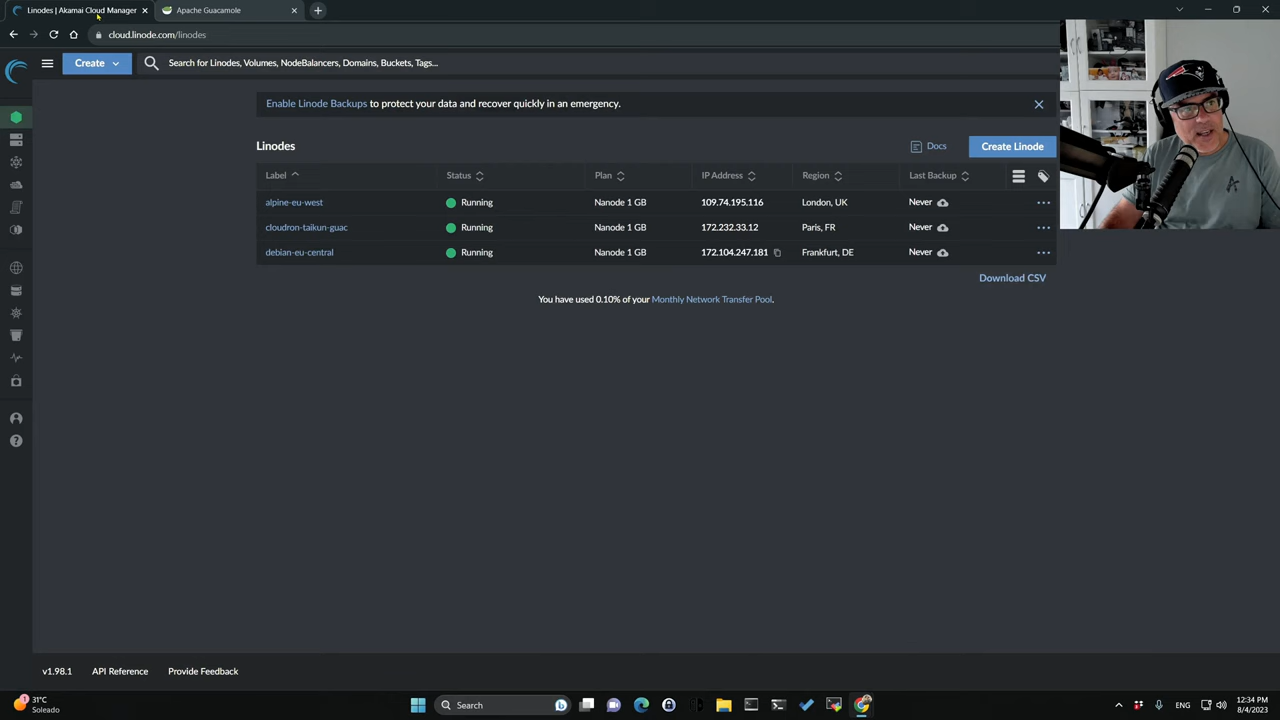 Linodes | Akamai Cloud Manager
Apache Guacamole
cloud.linode.com/linodes
Create
Search for Linodes, Volumes, NodeBalancers, Domains, Buckets, Tags...
Enable Linode Backups to protect your data and recover quickly in an emergency.
Linodes
Docs
Create Linode
Label Status Plan IP Address Region Last Backup
alpine-eu-west Running Nanode 1 GB 109.74.195.116 London, UK Never
cloudron-taikun-guac Running Nanode 1 GB 172.232.33.12 Paris, FR Never
debian-eu-central Running Nanode 1 GB 172.104.247.181 Frankfurt, DE Never
Download CSV
You have used 0.10% of your Monthly Network Transfer Pool.
v1.98.1 API Reference Provide Feedback
1
31°C
Soleado
Search
ENG
12:34 PM
8/4/2023